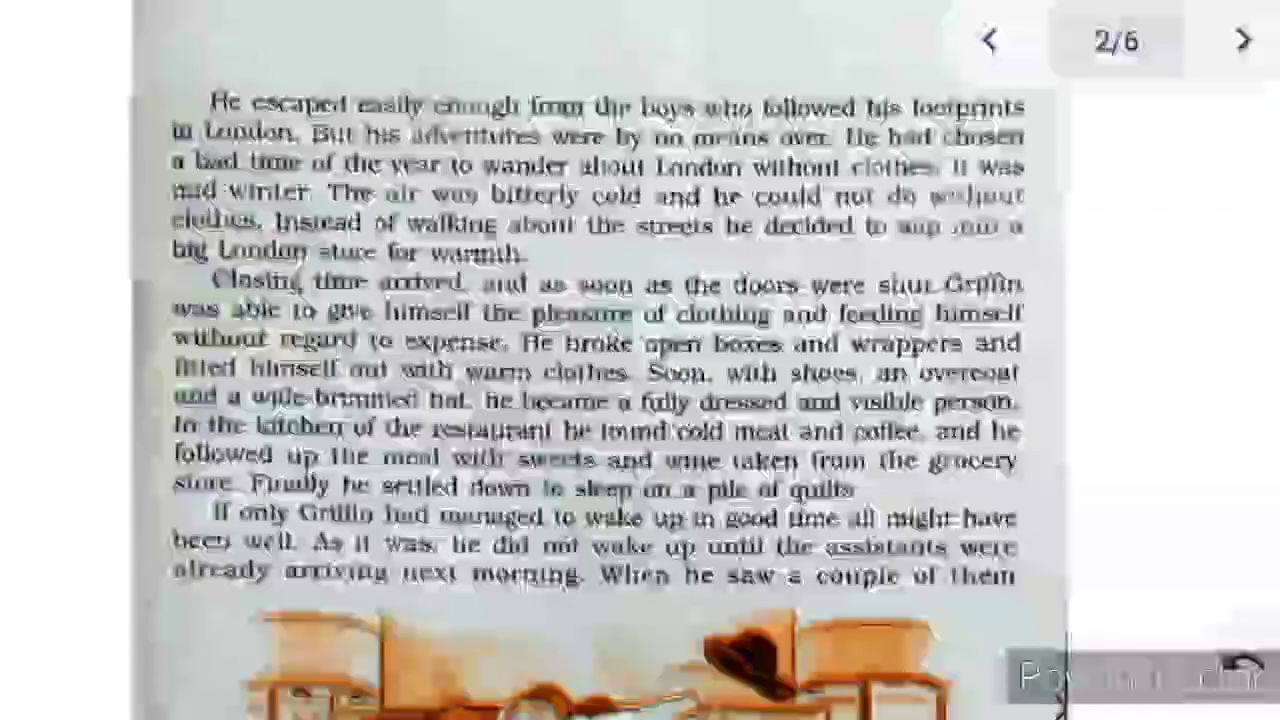 2/6
He escaped easily enough from the boys who followed his footprints
in London. But his adventures were by no means over. He had chosen
a bad time of the year to wander about London without clothes. It was
mid-winter. The air was bitterly cold and he could not do without
clothes. Instead of walking about the streets he decided to slip into a
big London store for warmth.
Closing time arrived, and as soon as the doors were shut Griffin
was able to give himself the pleasure of clothing and feeding himself
without regard to expense. He broke open boxes and wrappers and
fitted himself out with warm clothes. Soon, with shoes, an overcoat
and a wide-brimmed hat, he became a fully dressed and visible person.
In the kitchen of the restaurant he found cold meat and coffee, and he
followed up the meal with sweets and wine taken from the grocery
store. Finally he settled down to sleep on a pile of quilts.
If only Griffin had managed to wake up in good time all might have
been well. As it was, he did not wake up until the assistants were
already arriving next morning. When he saw a couple of them